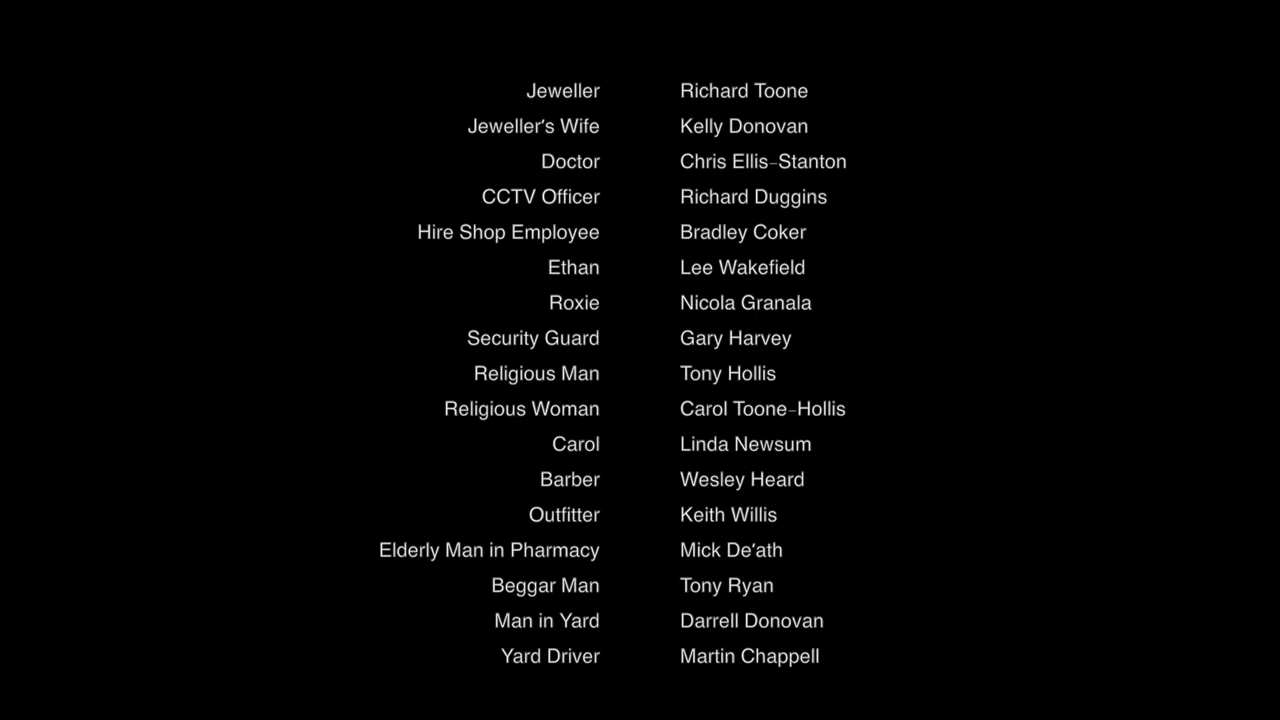 Jeweller Richard Toone
Jeweller's Wife Kelly Donovan
Doctor Chris Ellis-Stanton
CCTV Officer Richard Duggins
Hire Shop Employee Bradley Coker
Ethan Lee Wakefield
Roxie Nicola Granala
Security Guard Gary Harvey
Religious Man Tony Hollis
Religious Woman Carol Toone-Hollis
Carol Linda Newsum
Barber Wesley Heard
Outfitter Keith Willis
Elderly Man in Pharmacy Mick De'ath
Beggar Man Tony Ryan
Man in Yard Darrell Donovan
Yard Driver Martin Chappell